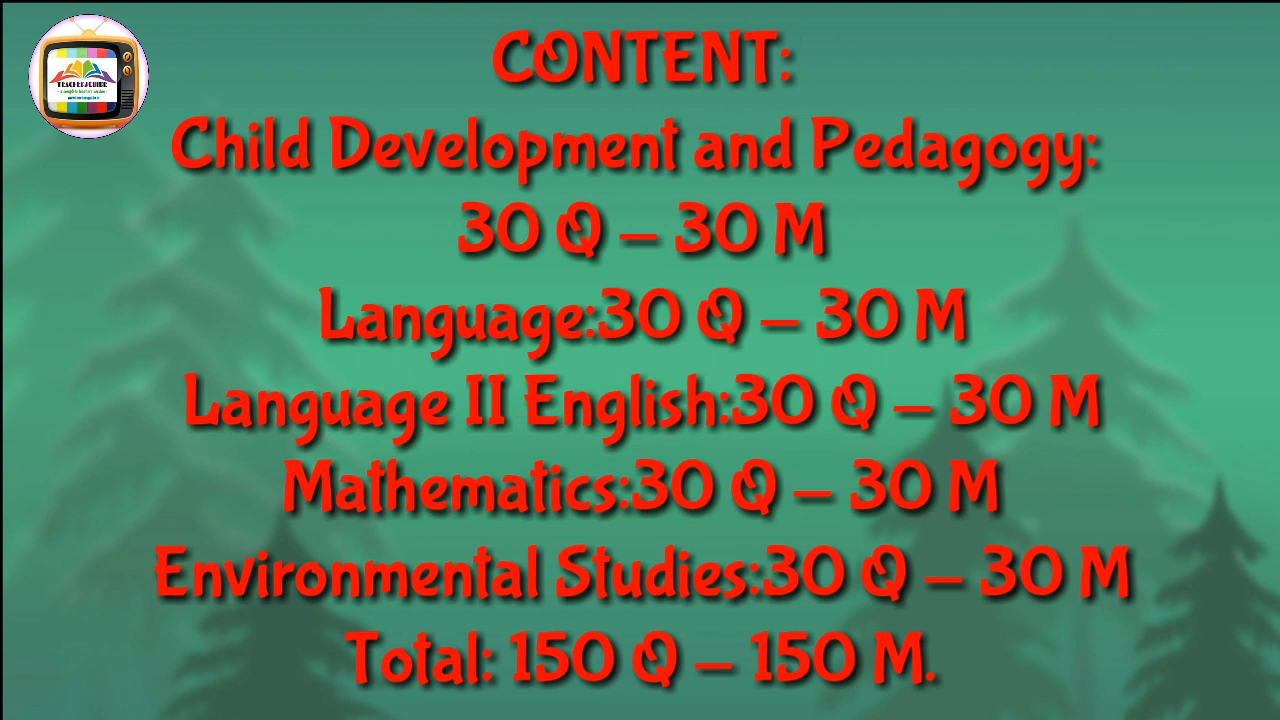 CONTENT:
Child Development and Pedagogy:
30 Q – 30 M
Language:30 Q – 30 M
Language II English:30 Q – 30 M
Mathematics:30 Q – 30 M
Environmental Studies:30 Q – 30 M
Total: 150 Q – 150 M.